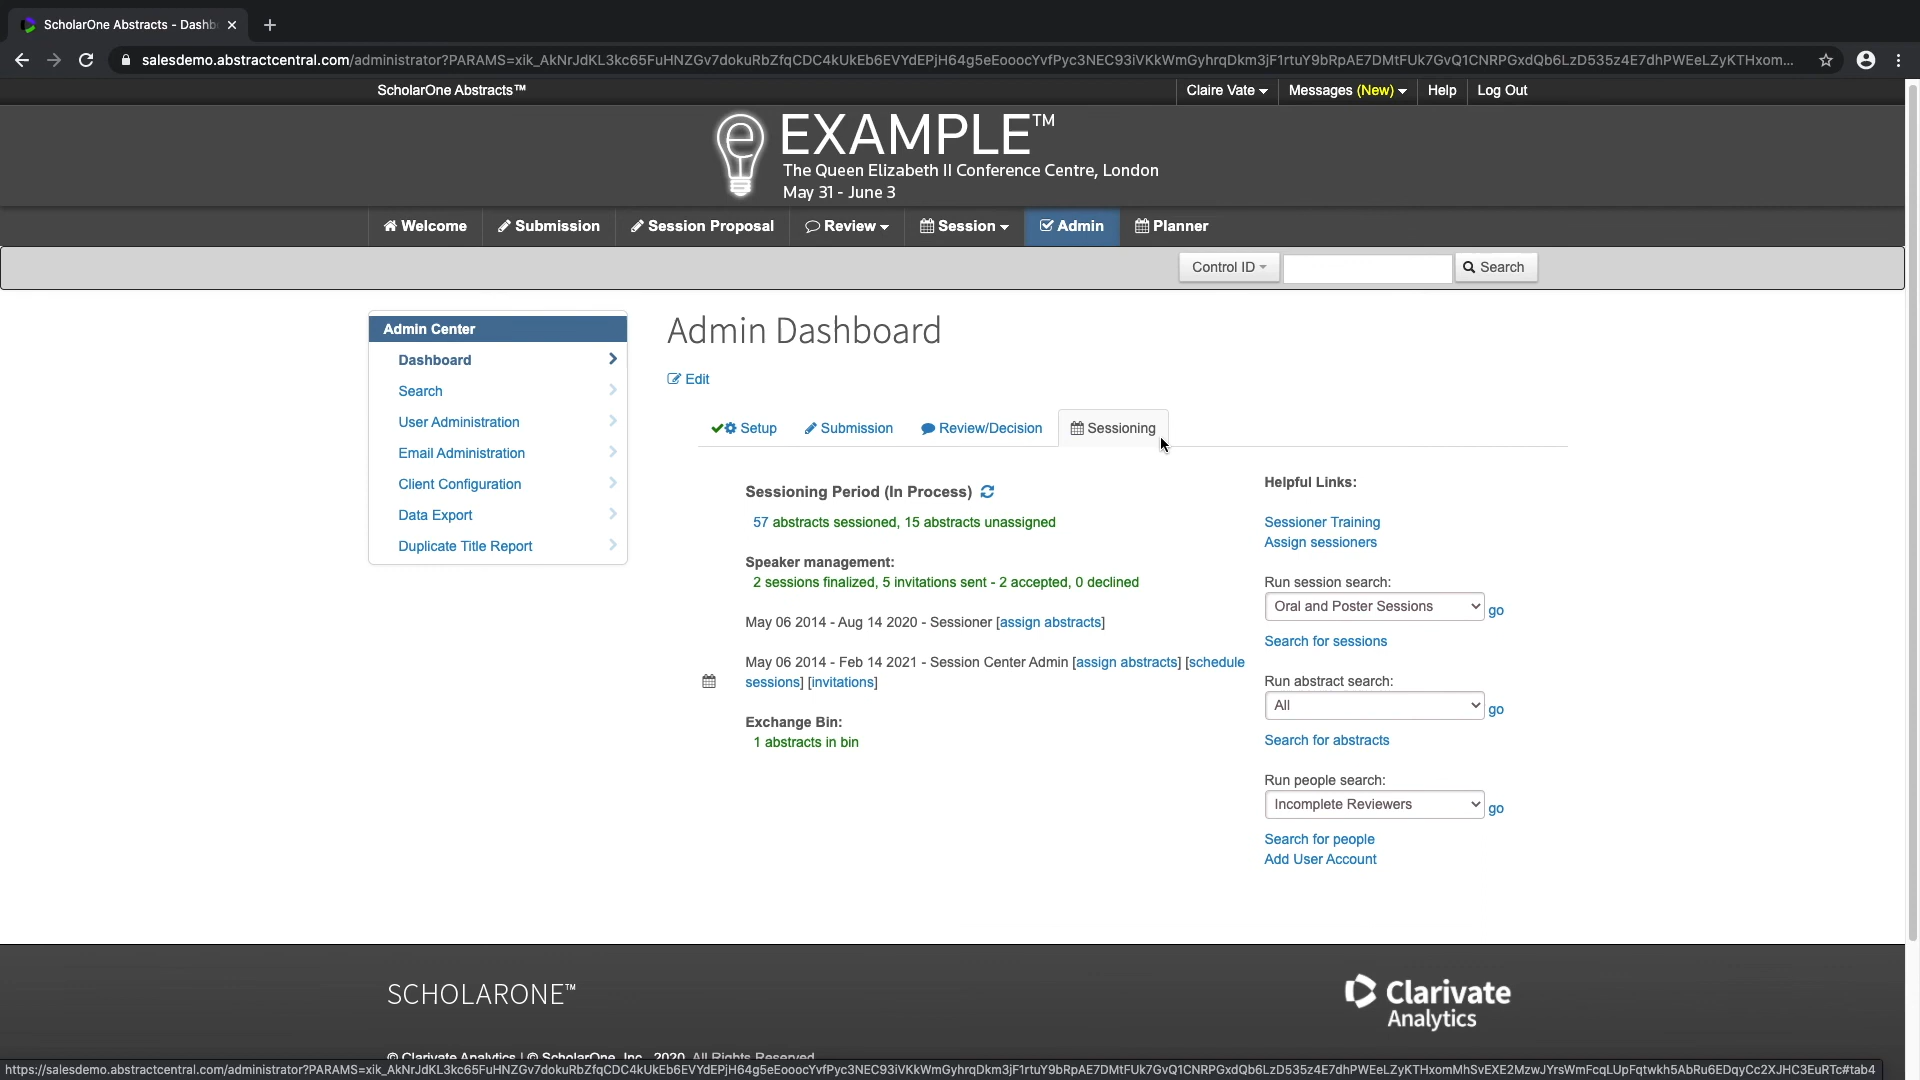 ScholarOne Abstracts - Dashb
salesdemo.abstractcentral.com/administrator?PARAMS=xik_AkNrJdKL3kc65FuHNZGv7dokuRbZfqCDC4kUkEb6EVYdEPjH64g5eEooocYvfPyc3NEC93iVKkWmGyhrqDkm3jF1rtuY9bRpAE7DMtFUk7GvQ1CNRPGxdQb6LzD535z4E7dhPWEeLZyKTHxom...
ScholarOne Abstracts™
Claire Vate
Messages (New)
Help
Log Out
EXAMPLE™
The Queen Elizabeth II Conference Centre, London
May 31 - June 3
Welcome
Submission
Session Proposal
Review
Session
Admin
Planner
Control ID
Search
Admin Center
Dashboard
Search
User Administration
Email Administration
Client Configuration
Data Export
Duplicate Title Report
Admin Dashboard
Edit
Setup
Submission
Review/Decision
Sessioning
Sessioning Period (In Process)
57 abstracts sessioned, 15 abstracts unassigned
Speaker management:
2 sessions finalized, 5 invitations sent - 2 accepted, 0 declined
May 06 2014 - Aug 14 2020 - Sessioner [assign abstracts]
May 06 2014 - Feb 14 2021 - Session Center Admin [assign abstracts] [schedule
sessions] [invitations]
Exchange Bin:
1 abstracts in bin
Helpful Links:
Sessioner Training
Assign sessioners
Run session search:
Oral and Poster Sessions
go
Search for sessions
Run abstract search:
All
go
Search for abstracts
Run people search:
Incomplete Reviewers
go
Search for people
Add User Account
SCHOLARONE™
Clarivate
Analytics
© Clarivate Analytics | © ScholarOne, Inc., 2020. All Rights Reserved.
https://salesdemo.abstractcentral.com/administrator?PARAMS=xik_AkNrJdKL3kc65FuHNZGv7dokuRbZfqCDC4kUkEb6EVYdEPjH64g5eEooocYvfPyc3NEC93iVKkWmGyhrqDkm3jF1rtuY9bRpAE7DMtFUk7GvQ1CNRPGxdQb6LzD535z4E7dhPWEeLZyKTHxomMhSvEXE2MzwJYrsWmFcqLUpFqtwkh5AbRu6EDqyCc2XJHC3EuRTc#tab4